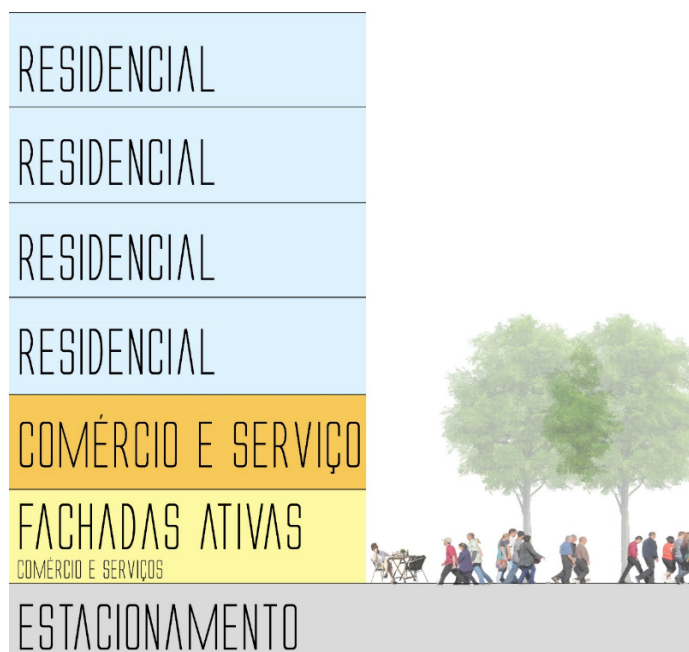 RESIDENCIAL
RESIDENCIAL
RESIDENCIAL
RESIDENCIAL
COMÉRCIO E SERVIÇO
FACHADAS ATIVAS
COMÉRCIO E SERVIÇOS
ESTACIONAMENTO